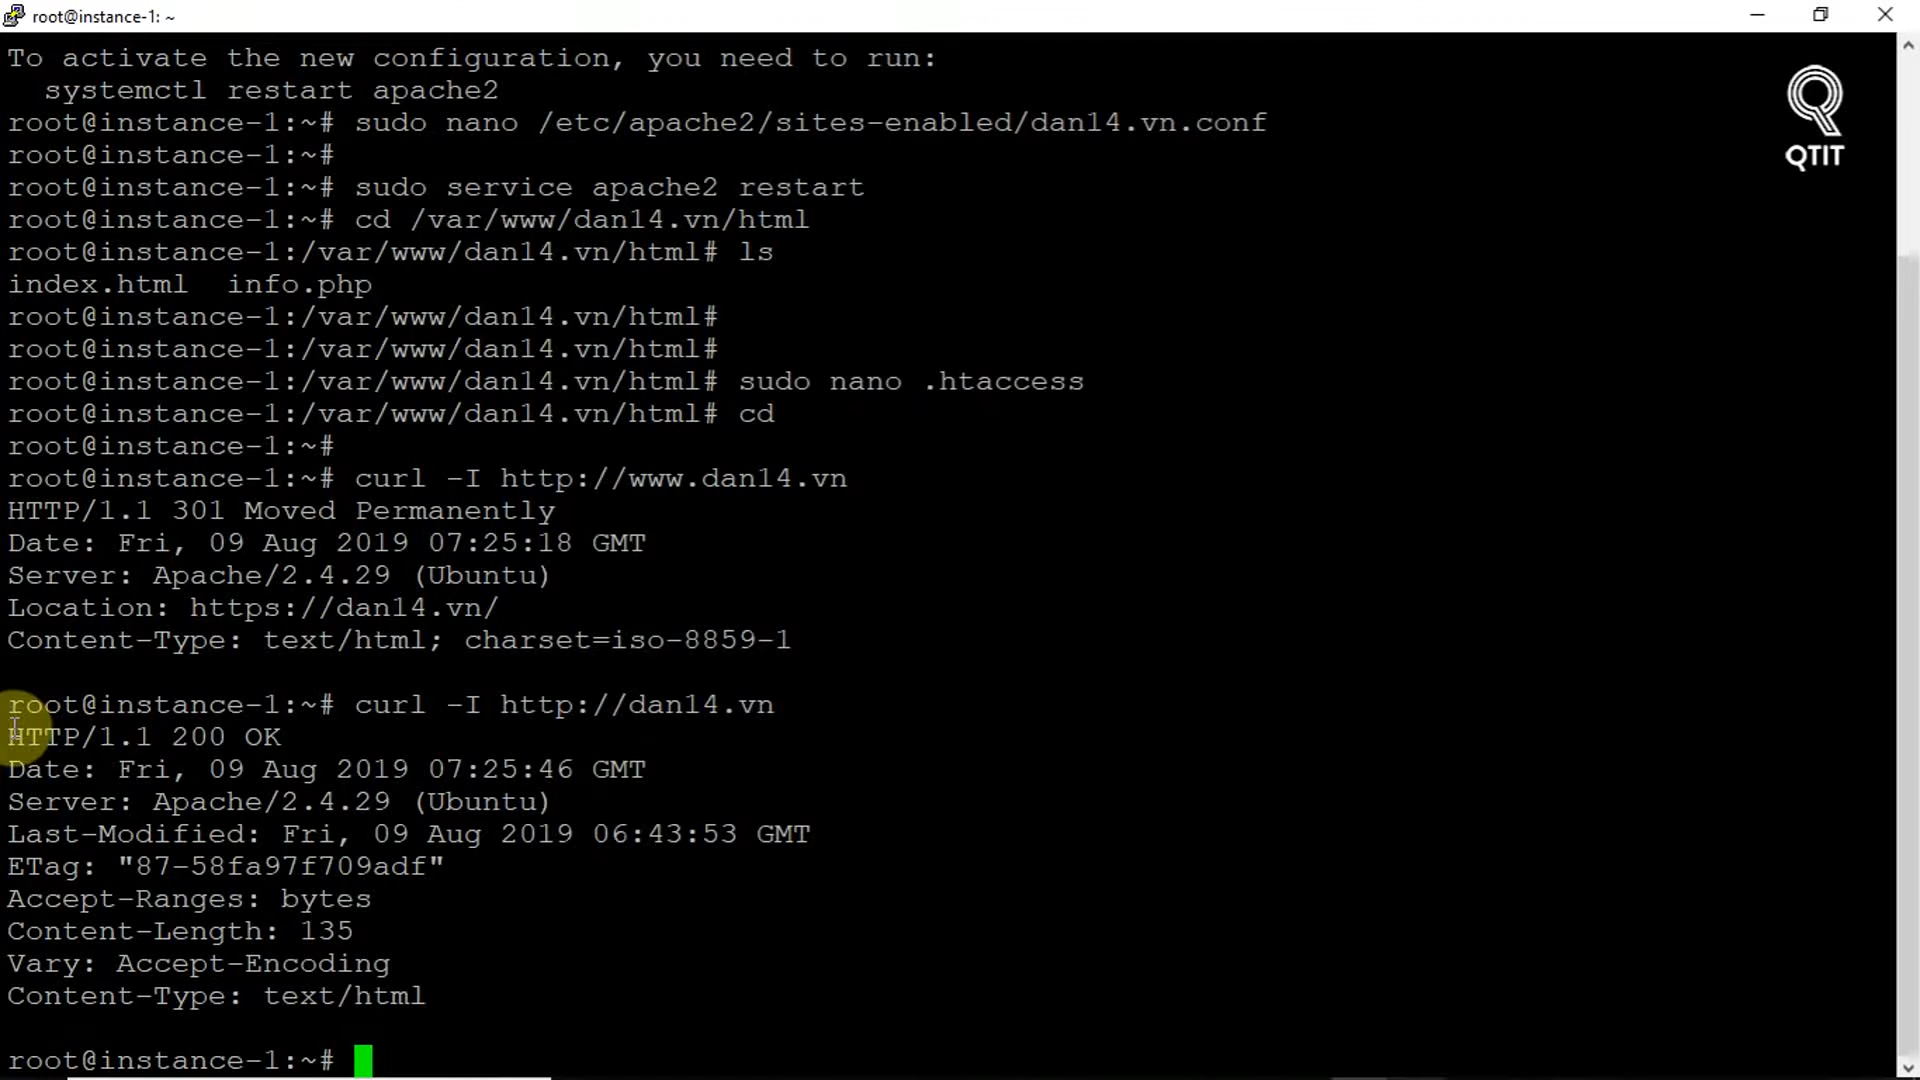 root@instance-1: ~
To activate the new configuration, you need to run:
systemctl restart apache2
root@instance-1:~# sudo nano /etc/apache2/sites-enabled/dan14.vn.conf
root@instance-1:~#
root@instance-1:~# sudo service apache2 restart
root@instance-1:~# cd /var/www/dan14.vn/html
root@instance-1:/var/www/dan14.vn/html# ls
index.html  info.php
root@instance-1:/var/www/dan14.vn/html#
root@instance-1:/var/www/dan14.vn/html#
root@instance-1:/var/www/dan14.vn/html# sudo nano .htaccess
root@instance-1:/var/www/dan14.vn/html# cd
root@instance-1:~#
root@instance-1:~# curl -I http://www.dan14.vn
HTTP/1.1 301 Moved Permanently
Date: Fri, 09 Aug 2019 07:25:18 GMT
Server: Apache/2.4.29 (Ubuntu)
Location: https://dan14.vn/
Content-Type: text/html; charset=iso-8859-1
root@instance-1:~# curl -I http://dan14.vn
HTTP/1.1 200 OK
Date: Fri, 09 Aug 2019 07:25:46 GMT
Server: Apache/2.4.29 (Ubuntu)
Last-Modified: Fri, 09 Aug 2019 06:43:53 GMT
ETag: "87-58fa97f709adf"
Accept-Ranges: bytes
Content-Length: 135
Vary: Accept-Encoding
Content-Type: text/html
root@instance-1:~#
QTIT